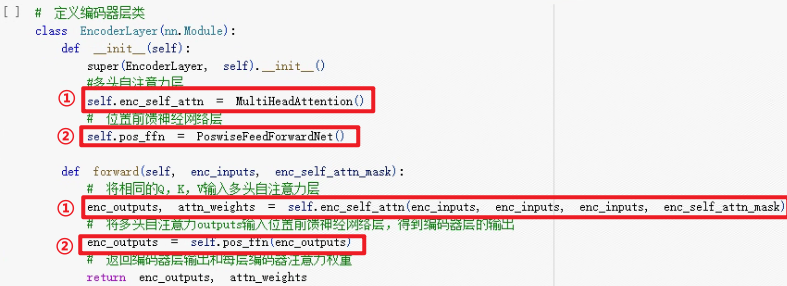 [ ] # 定义编码器层类
class EncoderLayer(nn.Module):
def __init__(self):
super(EncoderLayer, self).__init__()
#多头自注意力层
① self.enc_self_attn = MultiHeadAttention()
# 位置前馈神经网络层
② self.pos_ffn = PoswiseFeedForwardNet()
def forward(self, enc_inputs, enc_self_attn_mask):
# 将相同的Q，K，V输入多头自注意力层
① enc_outputs, attn_weights = self.enc_self_attn(enc_inputs, enc_inputs, enc_inputs, enc_self_attn_mask)
# 将多头自注意力outputs输入位置前馈神经网络层，得到编码器层的输出
② enc_outputs = self.pos_ffn(enc_outputs)
# 返回编码器层输出和每层编码器注意力权重
return enc_outputs, attn_weights